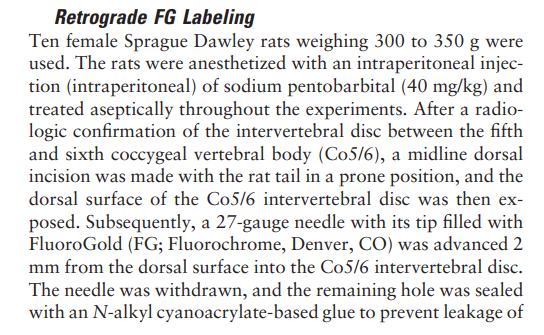 Retrograde FG Labeling
Ten female Sprague Dawley rats weighing 300 to 350 g were
used. The rats were anesthetized with an intraperitoneal injec-
tion (intraperitoneal) of sodium pentobarbital (40 mg/kg) and
treated aseptically throughout the experiments. After a radio-
logic confirmation of the intervertebral disc between the fifth
and sixth coccygeal vertebral body (Co5/6), a midline dorsal
incision was made with the rat tail in a prone position, and the
dorsal surface of the Co5/6 intervertebral disc was then ex-
posed. Subsequently, a 27-gauge needle with its tip filled with
FluoroGold (FG; Fluorochrome, Denver, CO) was advanced 2
mm from the dorsal surface into the Co5/6 intervertebral disc.
The needle was withdrawn, and the remaining hole was sealed
with an N-alkyl cyanoacrylate-based glue to prevent leakage of